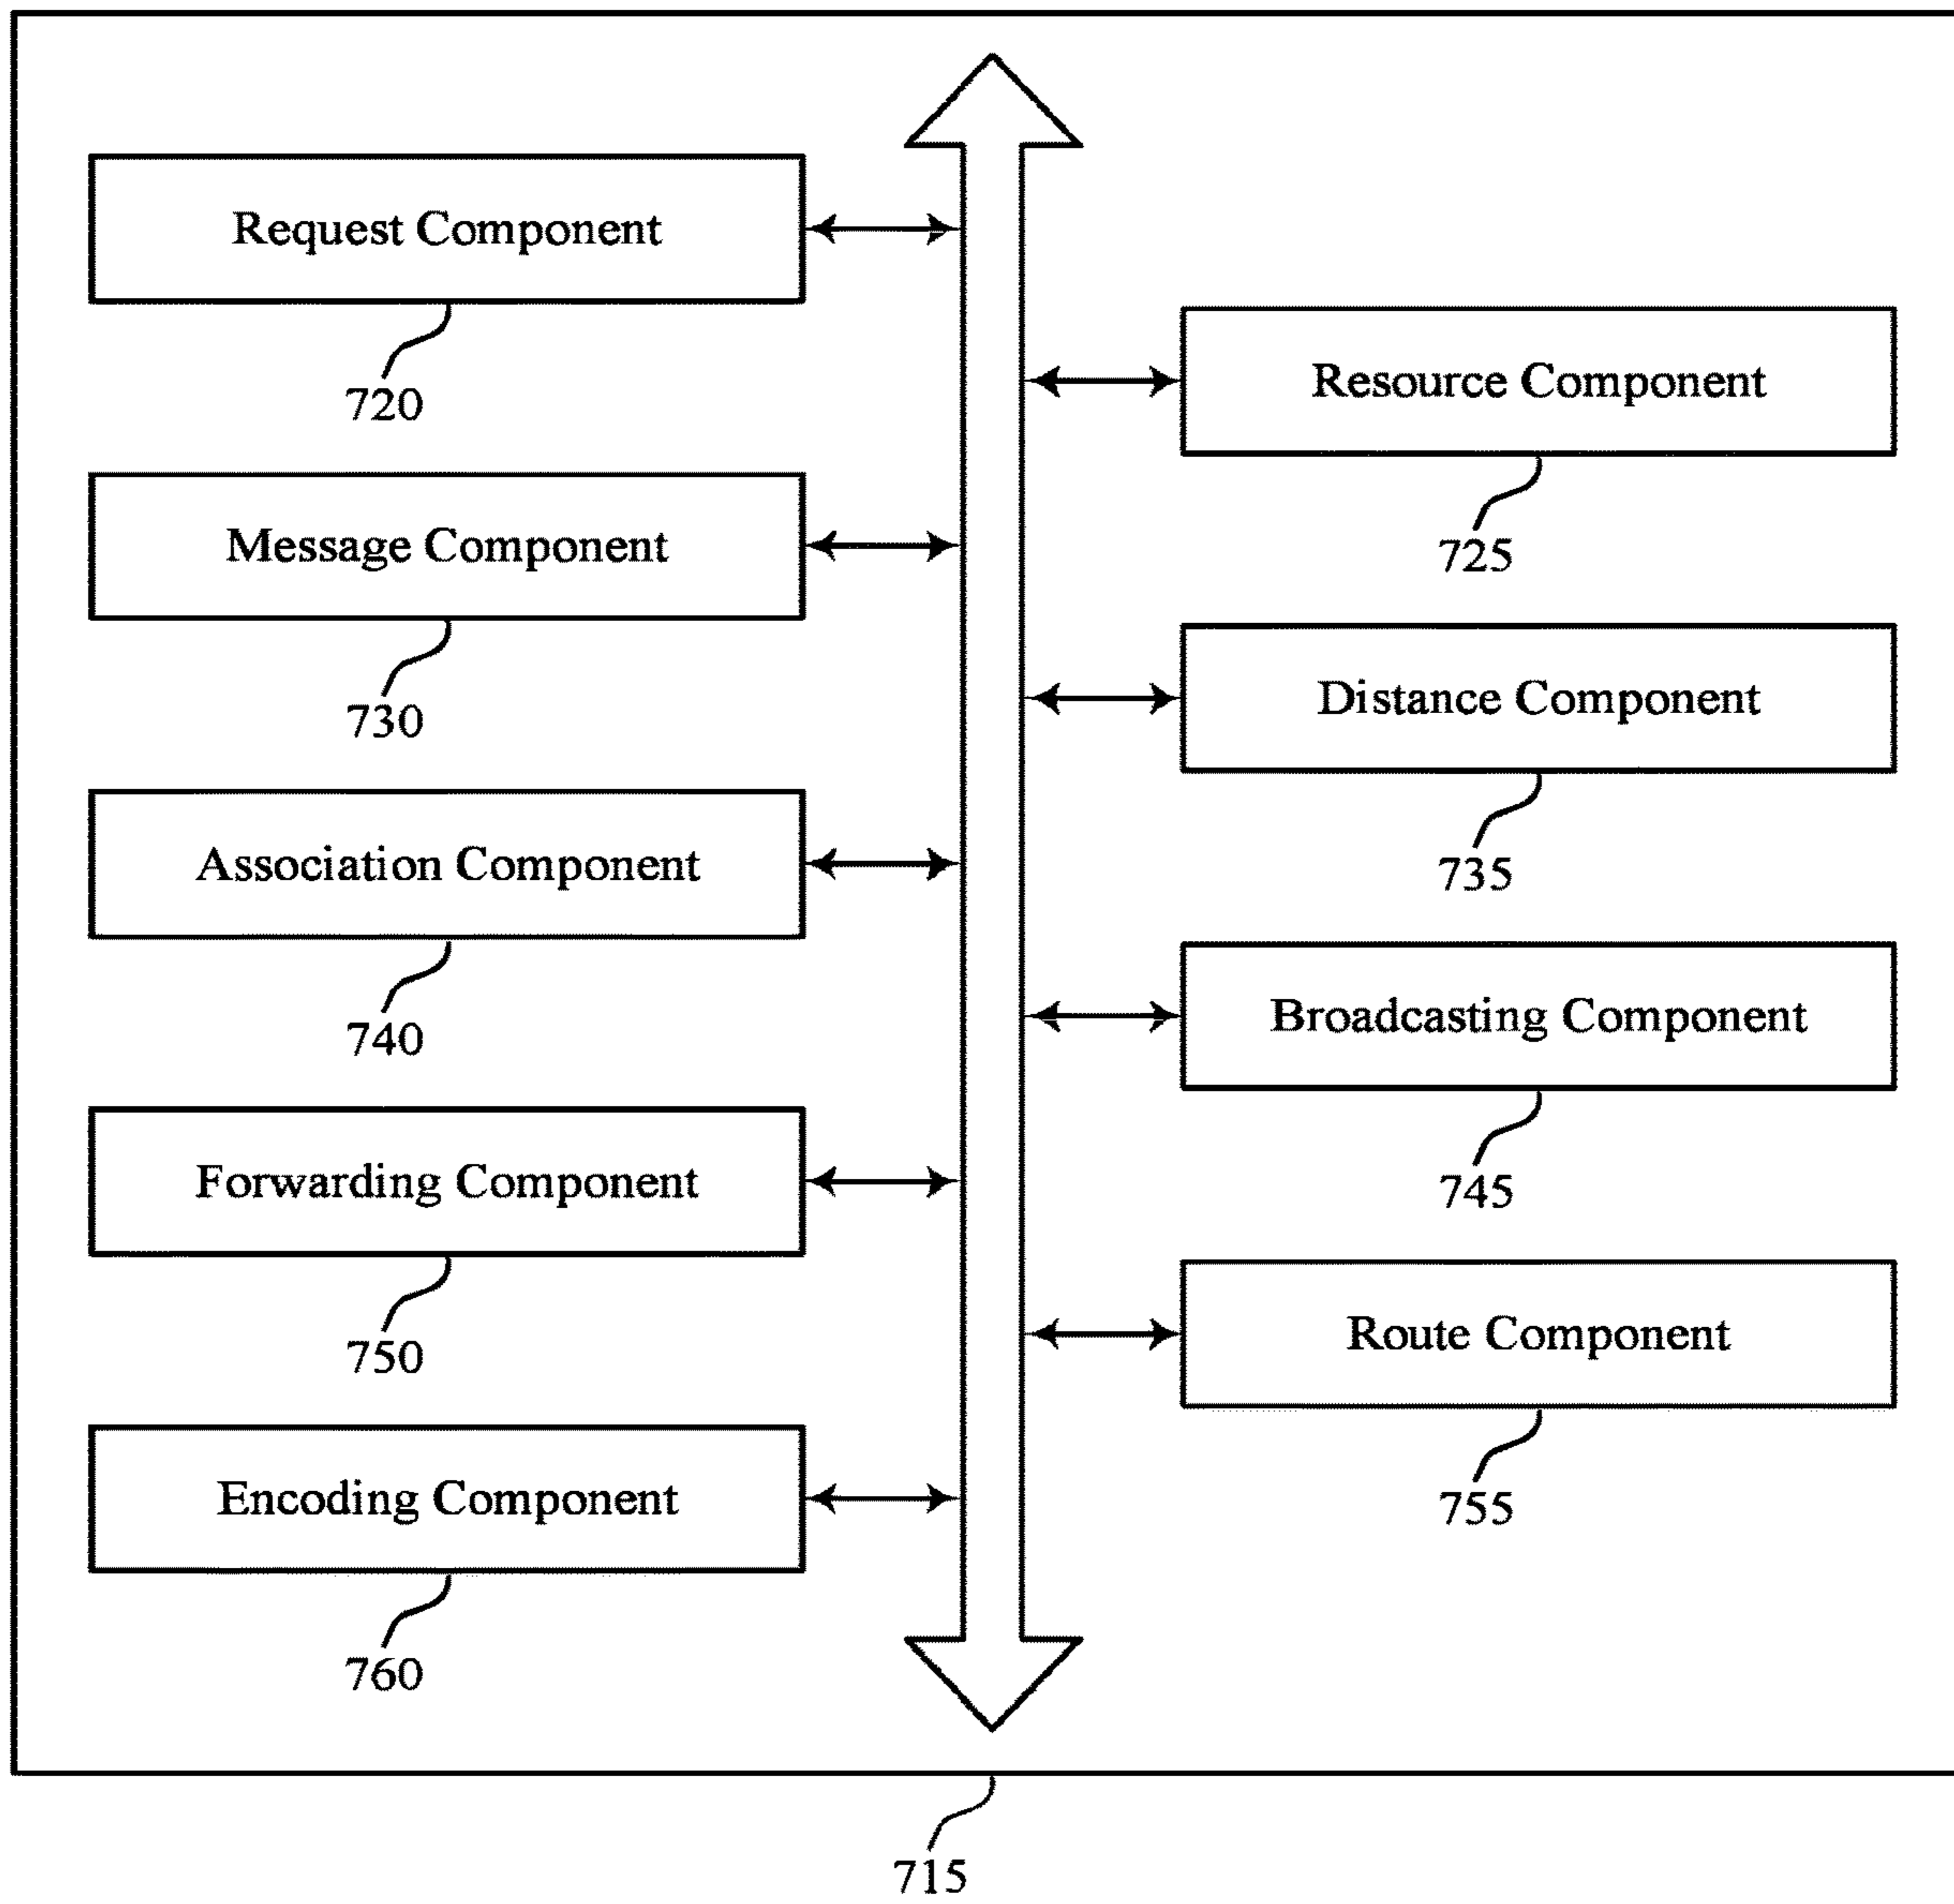 Request Component
720
Resource Component
725
Message Component
730
Distance Component
735
Association Component
740
Broadcasting Component
745
Forwarding Component
750
Route Component
755
Encoding Component
760
715